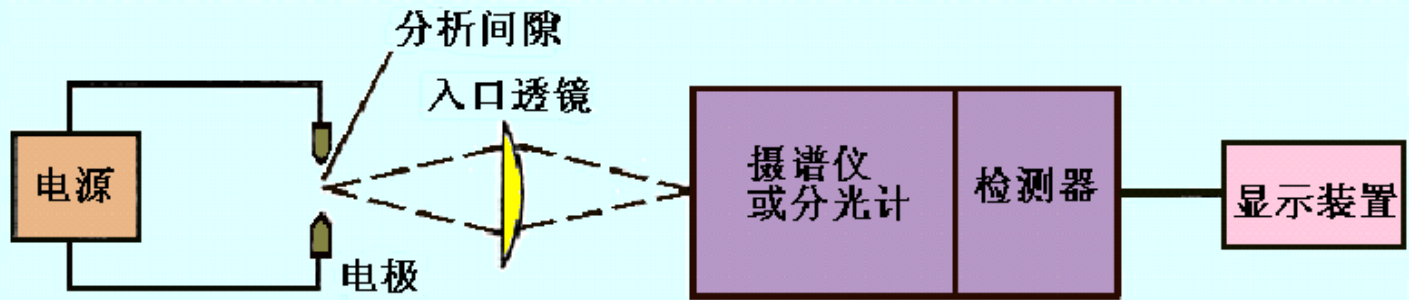 分析间隙
入口透镜
电源
摄谱仪
或分光计
检测器
显示装置
电极